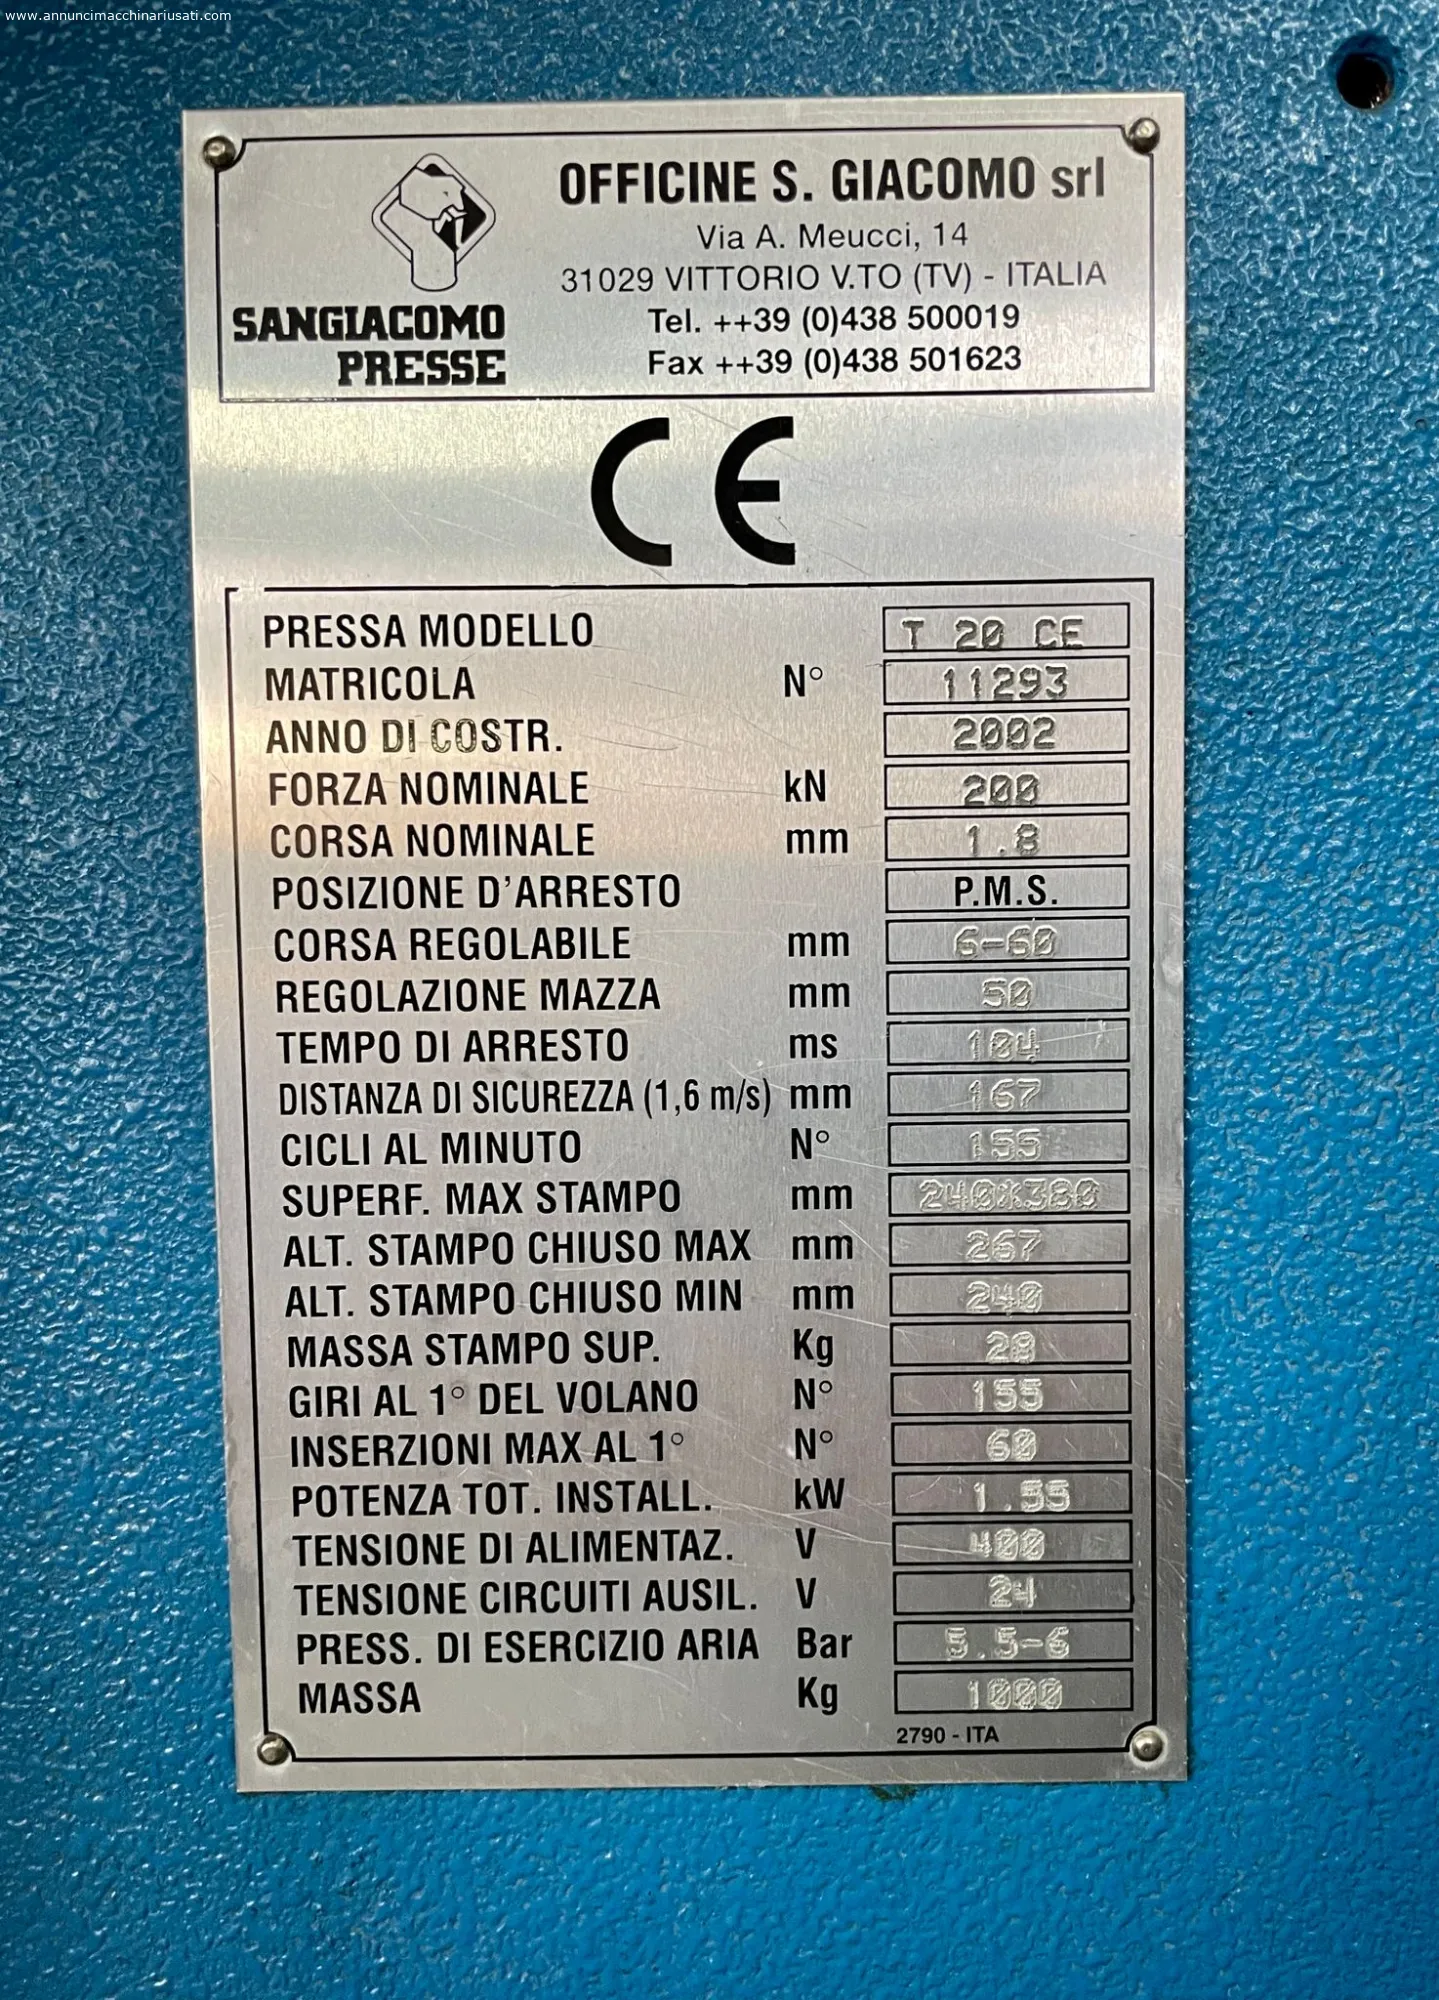 www.annuncimacchinariusati.com
OFFICINE S. GIACOMO srl
Via A. Meucci, 14
31029 VITTORIO V.TO (TV) - ITALIA
Tel. ++39 (0)438 500019
Fax ++39 (0)438 501623
SANGIACOMO
PRESSE
CE
PRESSA MODELLO T 20 CE
MATRICOLA N° 11293
ANNO DI COSTR. 2002
FORZA NOMINALE kN 200
CORSA NOMINALE mm 1.8
POSIZIONE D'ARRESTO P.M.S.
CORSA REGOLABILE mm 6-60
REGOLAZIONE MAZZA mm 50
TEMPO DI ARRESTO ms 104
DISTANZA DI SICUREZZA (1,6 m/s) mm 167
CICLI AL MINUTO N° 155
SUPERF. MAX STAMPO mm 240X380
ALT. STAMPO CHIUSO MAX mm 267
ALT. STAMPO CHIUSO MIN mm 240
MASSA STAMPO SUP. Kg 28
GIRI AL 1° DEL VOLANO N° 155
INSERZIONI MAX AL 1° N° 60
POTENZA TOT. INSTALL. kW 1.55
TENSIONE DI ALIMENTAZ. V 400
TENSIONE CIRCUITI AUSIL. V 24
PRESS. DI ESERCIZIO ARIA Bar 5.5-6
MASSA Kg 1000
2790 - ITA